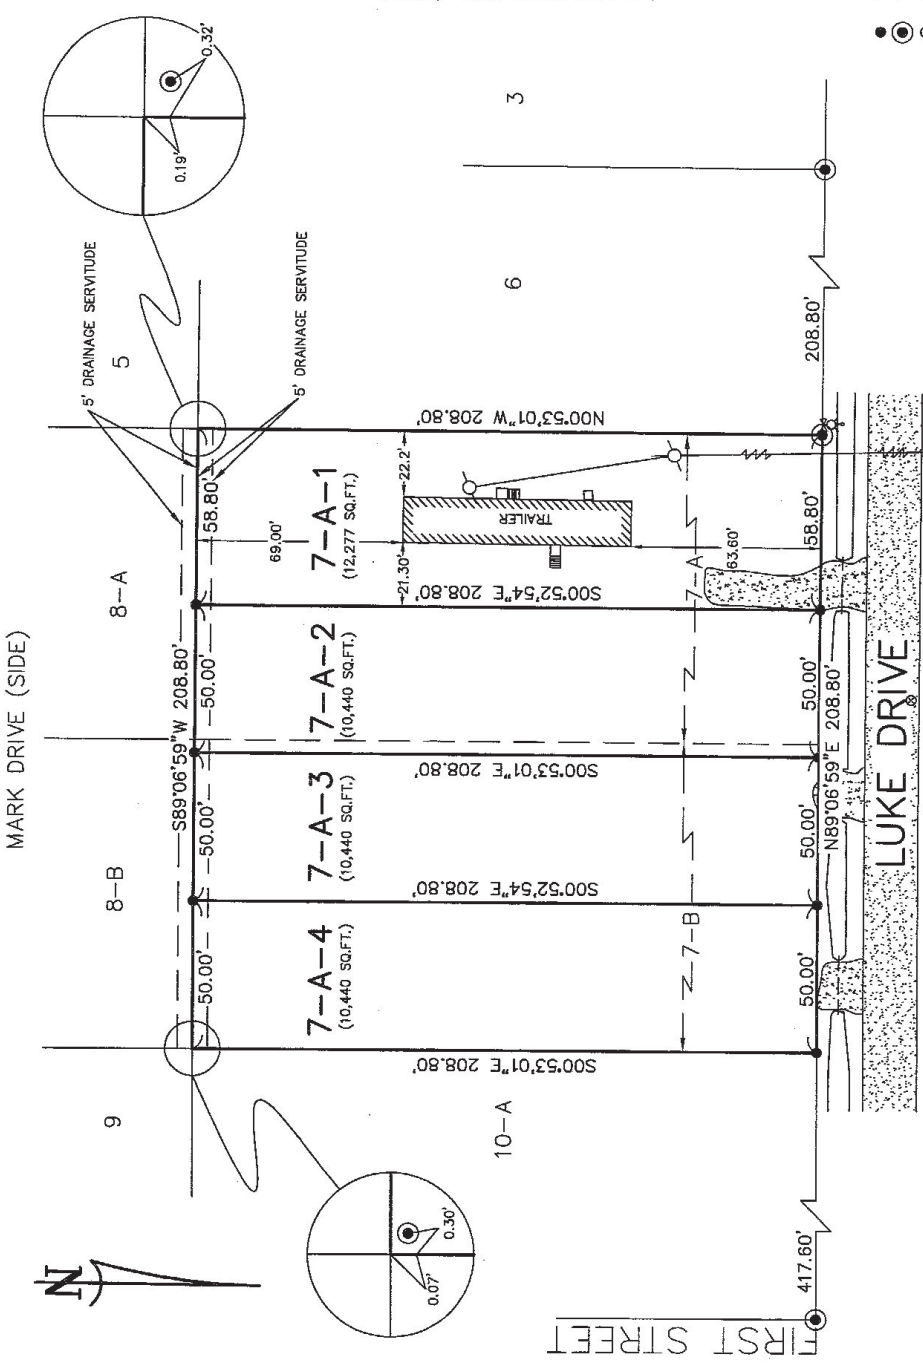 MARK DRIVE (SIDE)
N
9
8-B
8-A
5
5' DRAINAGE SERVITUDE
5' DRAINAGE SERVITUDE
0.19'
0.32'
S89°06'59"W 208.80'
50.00'
50.00'
50.00'
58.80'
7-A-4
(10,440 SQ.FT.)
7-A-3
(10,440 SQ.FT.)
7-A-2
(10,440 SQ.FT.)
7-A-1
(12,277 SQ.FT.)
69.00'
21.30'
22.2'
TRAILER
63.60'
0.07'
0.30'
10-A
S00°53'01"E 208.80'
S00°52'54"E 208.80'
S00°53'01"E 208.80'
S00°52'54"E 208.80'
N00°53'01"W 208.80'
6
3
7-B
7-A
417.60'
50.00'
50.00'
50.00'
58.80'
208.80'
N89°06'59"E 208.80'
FIRST STREET
LUKE DRIVE